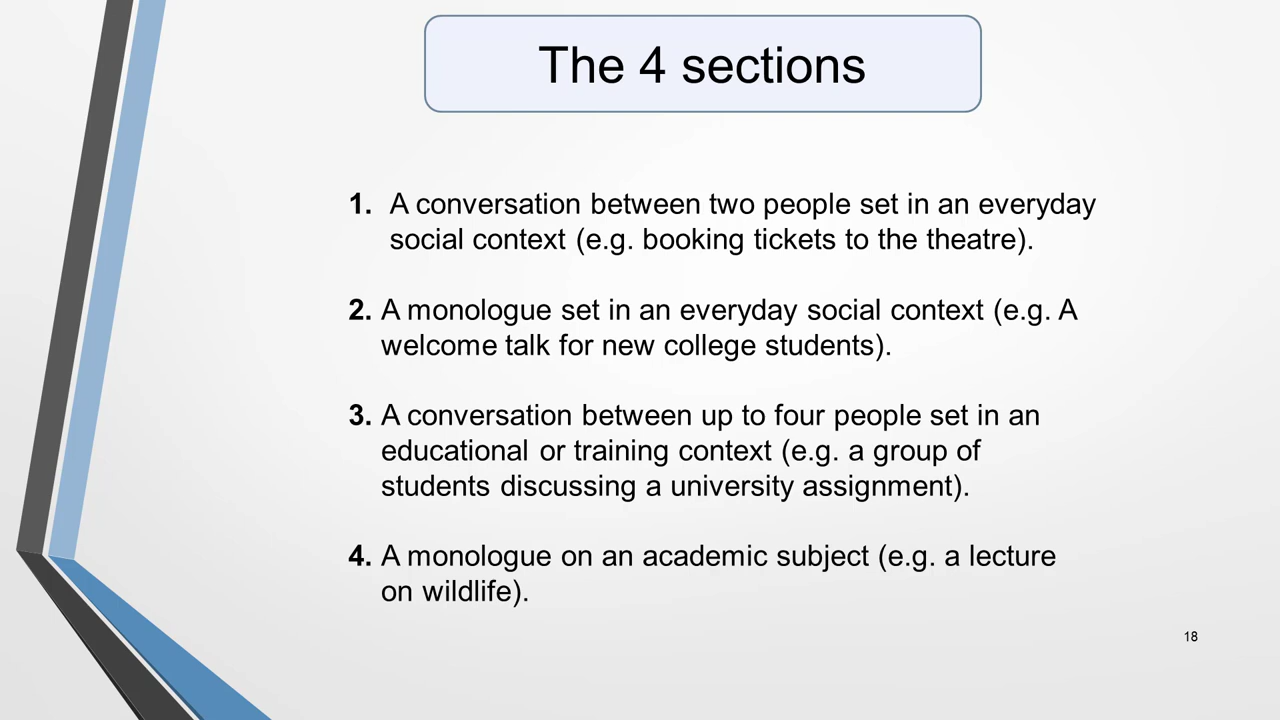 The 4 sections
1. A conversation between two people set in an everyday
social context (e.g. booking tickets to the theatre).
2. A monologue set in an everyday social context (e.g. A
welcome talk for new college students).
3. A conversation between up to four people set in an
educational or training context (e.g. a group of
students discussing a university assignment).
4. A monologue on an academic subject (e.g. a lecture
on wildlife).
18